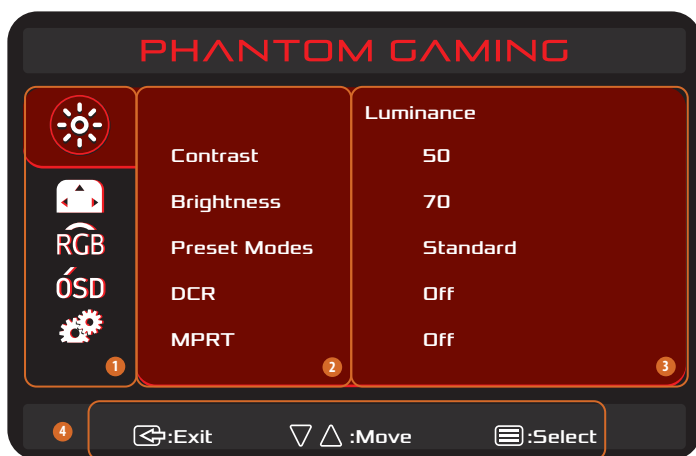 PHANTOM GAMING
Luminance
Contrast 50
Brightness 70
RGB
Preset Modes Standard
OSD
DCR Off
MPRT Off
1 2 3
4
:Exit :Move :Select